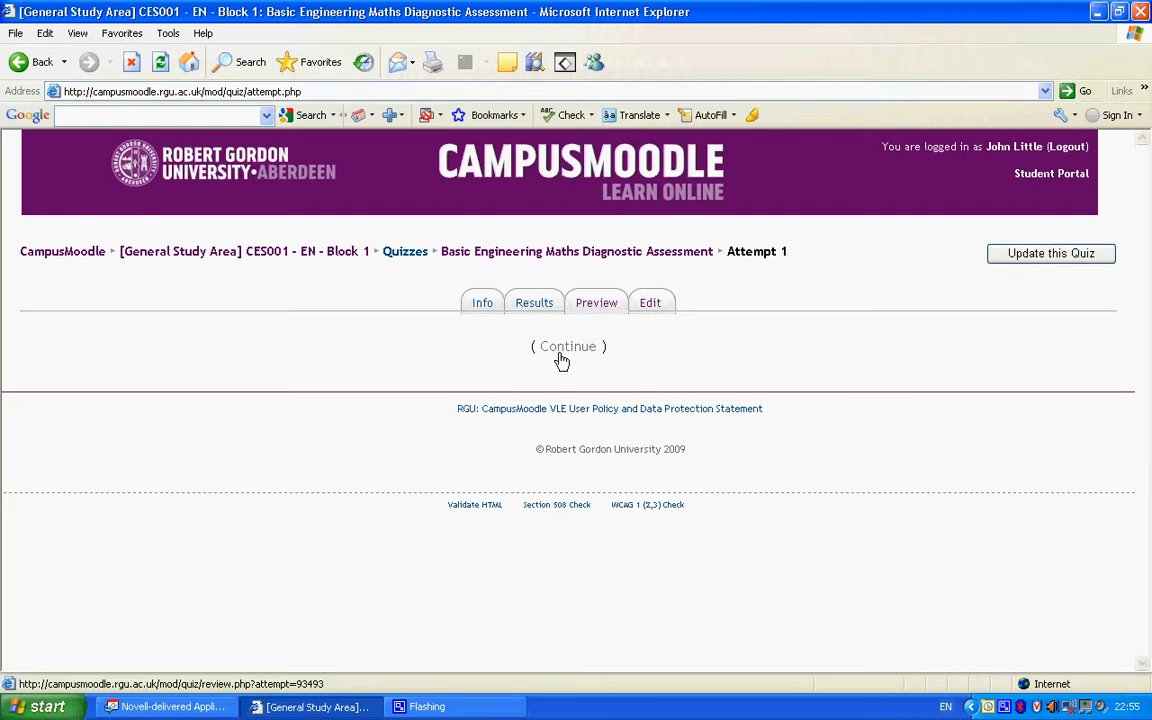 [General Study Area] CES001 - EN - Block 1: Basic Engineering Maths Diagnostic Assessment - Microsoft Internet Explorer
File Edit View Favorites Tools Help
Back Search Favorites
Address http://campusmoodle.rgu.ac.uk/mod/quiz/attempt.php Go Links »
Google Search Bookmarks Check Translate AutoFill Sign In
ROBERT GORDON
UNIVERSITY•ABERDEEN
CAMPUSMOODLE
LEARN ONLINE
You are logged in as John Little (Logout)
Student Portal
CampusMoodle ▸ [General Study Area] CES001 - EN - Block 1 ▸ Quizzes ▸ Basic Engineering Maths Diagnostic Assessment ▸ Attempt 1
Update this Quiz
Info Results Preview Edit
( Continue )
RGU: CampusMoodle VLE User Policy and Data Protection Statement
© Robert Gordon University 2009
Validate HTML Section 508 Check WCAG 1 (2,3) Check
http://campusmoodle.rgu.ac.uk/mod/quiz/review.php?attempt=93493 Internet
start Novell-delivered Appli... [General Study Area]... Flashing EN 22:55